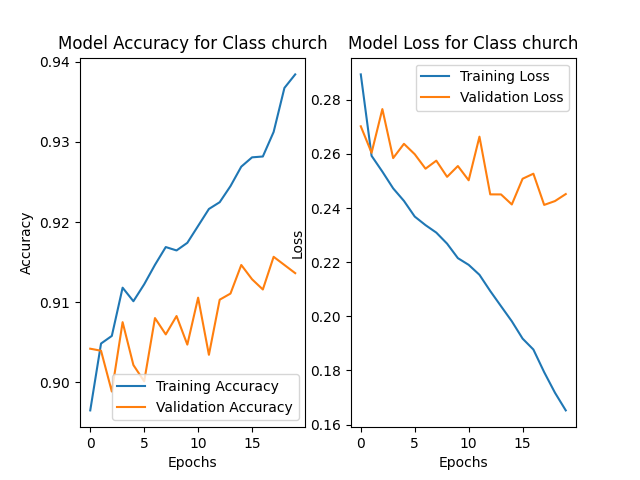 Model Accuracy for Class church
0.94
0.93
0.92
0.91
0.90
Accuracy
Training Accuracy
Validation Accuracy
0 5 10 15
Epochs
Model Loss for Class church
Training Loss
Validation Loss
0.28
0.26
0.24
0.22
0.20
0.18
0.16
Loss
0 5 10 15
Epochs